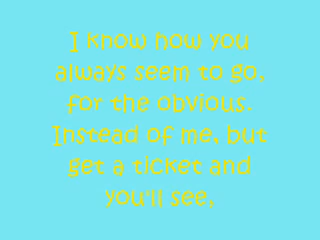 I know how you
always seem to go,
for the obvious.
Instead of me, but
get a ticket and
you'll see,